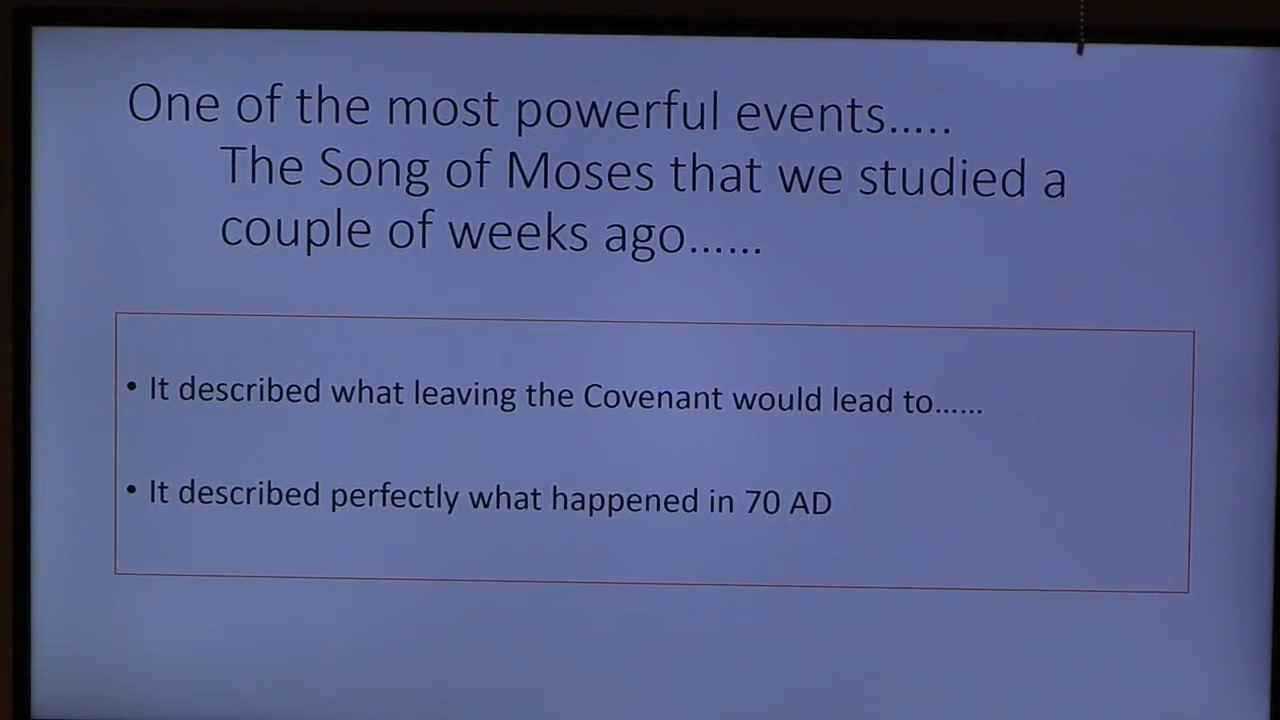 One of the most powerful events.....
The Song of Moses that we studied a
couple of weeks ago......
• It described what leaving the Covenant would lead to......
• It described perfectly what happened in 70 AD